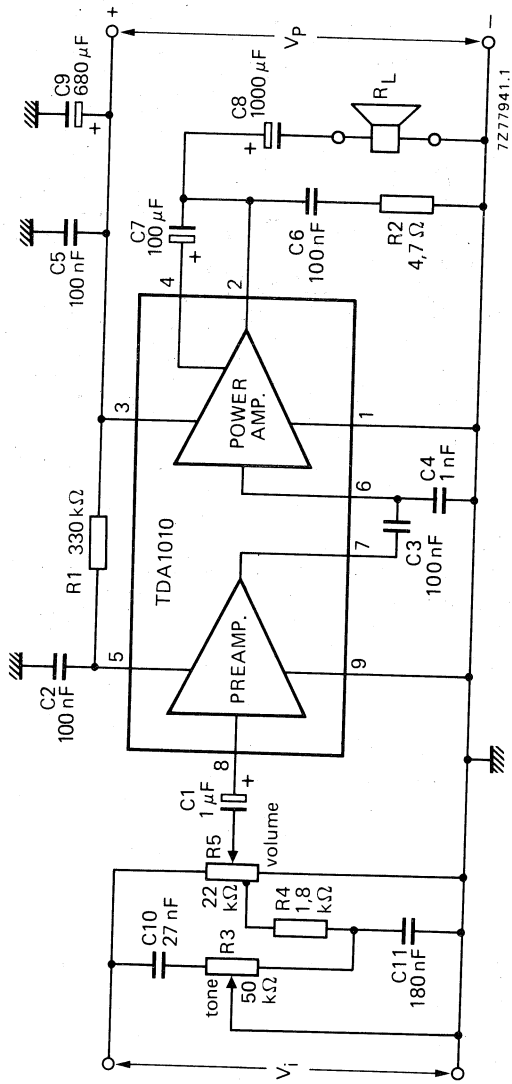 Vi
tone
50
kΩ
R3
C10
27 nF
22
kΩ
R5
volume
R4
1,8
kΩ
C11
180 nF
C1
1 µF
+
8
C2
100 nF
5
PREAMP.
9
TDA1010
R1
330 kΩ
7
C3
100 nF
6
C4
1 nF
3
POWER
AMP.
1
4
2
C5
100 nF
C7
100 µF
+
C6
100 nF
R2
4,7 Ω
C9
680 µF
+
C8
1000 µF
+
RL
+
VP
−
7Z77941.1